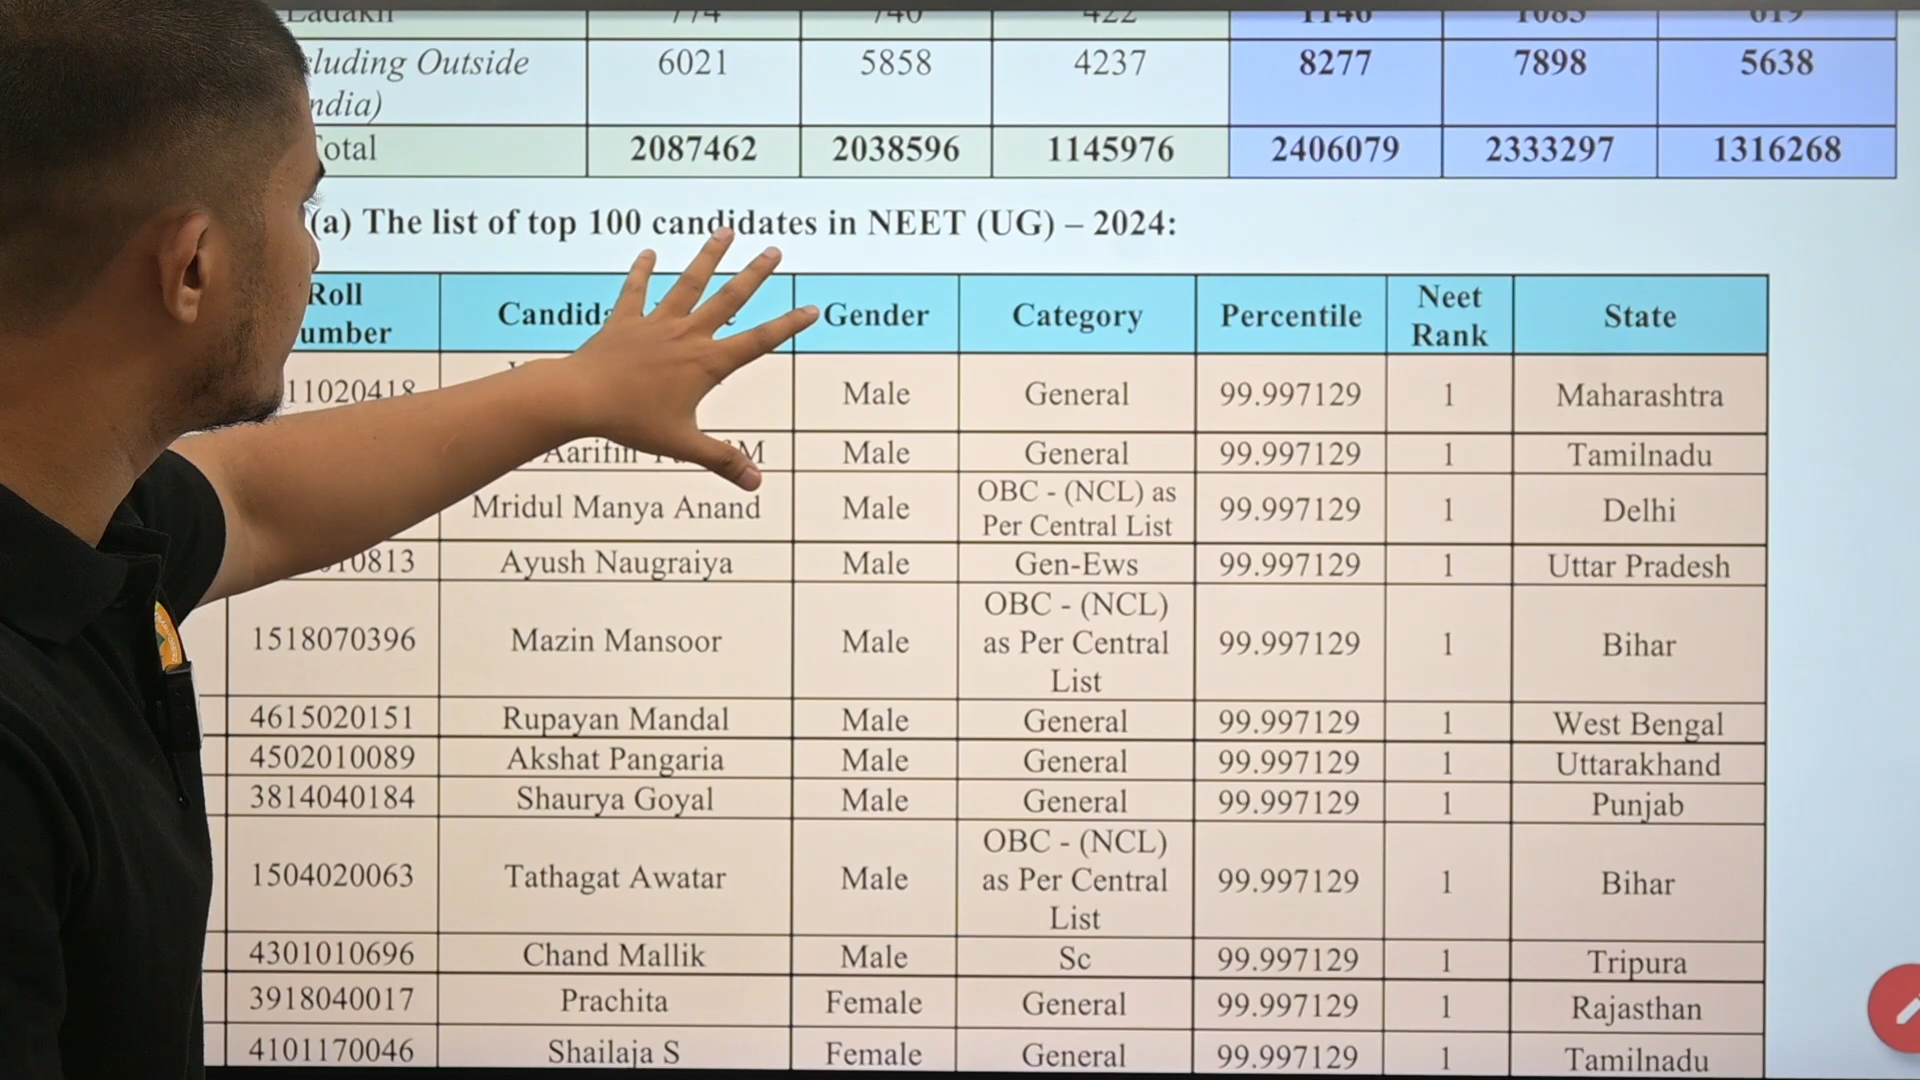 6021 5858 4237 8277 7898 5638
Outside
2087462 2038596 1145976 2406079 2333297 1316268
(a) The list of top 100 candidates in NEET (UG) – 2024:
Roll Gender Category Percentile Neet Rank State
Male General 99.997129 1 Maharashtra
Male General 99.997129 1 Tamilnadu
Mridul Manya Anand Male OBC - (NCL) as Per Central List 99.997129 1 Delhi
Ayush Naugraiya Male Gen-Ews 99.997129 1 Uttar Pradesh
1518070396 Mazin Mansoor Male OBC - (NCL) as Per Central List 99.997129 1 Bihar
4615020151 Rupayan Mandal Male General 99.997129 1 West Bengal
4502010089 Akshat Pangaria Male General 99.997129 1 Uttarakhand
3814040184 Shaurya Goyal Male General 99.997129 1 Punjab
1504020063 Tathagat Awatar Male OBC - (NCL) as Per Central List 99.997129 1 Bihar
4301010696 Chand Mallik Male Sc 99.997129 1 Tripura
3918040017 Prachita Female General 99.997129 1 Rajasthan
4101170046 Shailaja S Female General 99.997129 1 Tamilnadu